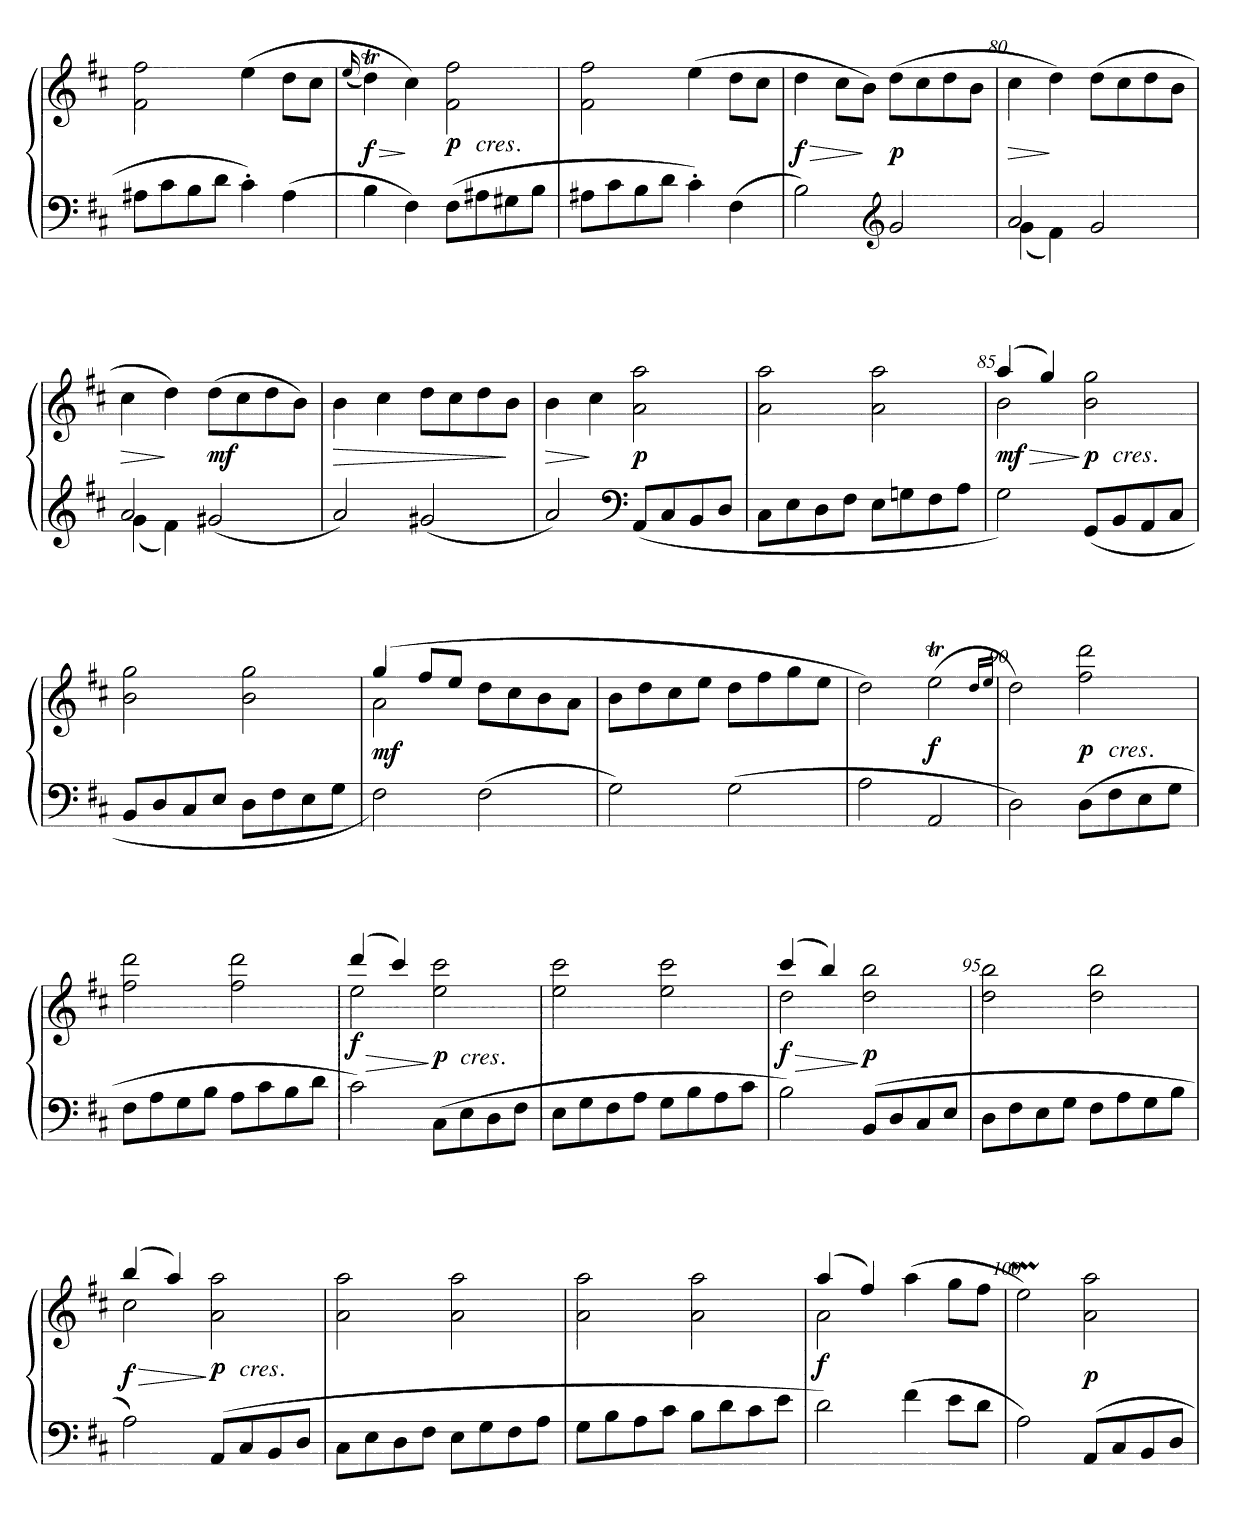 80
tr
f p cres. f p
85
mf p mf p cres.
tr 90
mf f p cres.
95
f p cres. f p
100
f p cres. f p